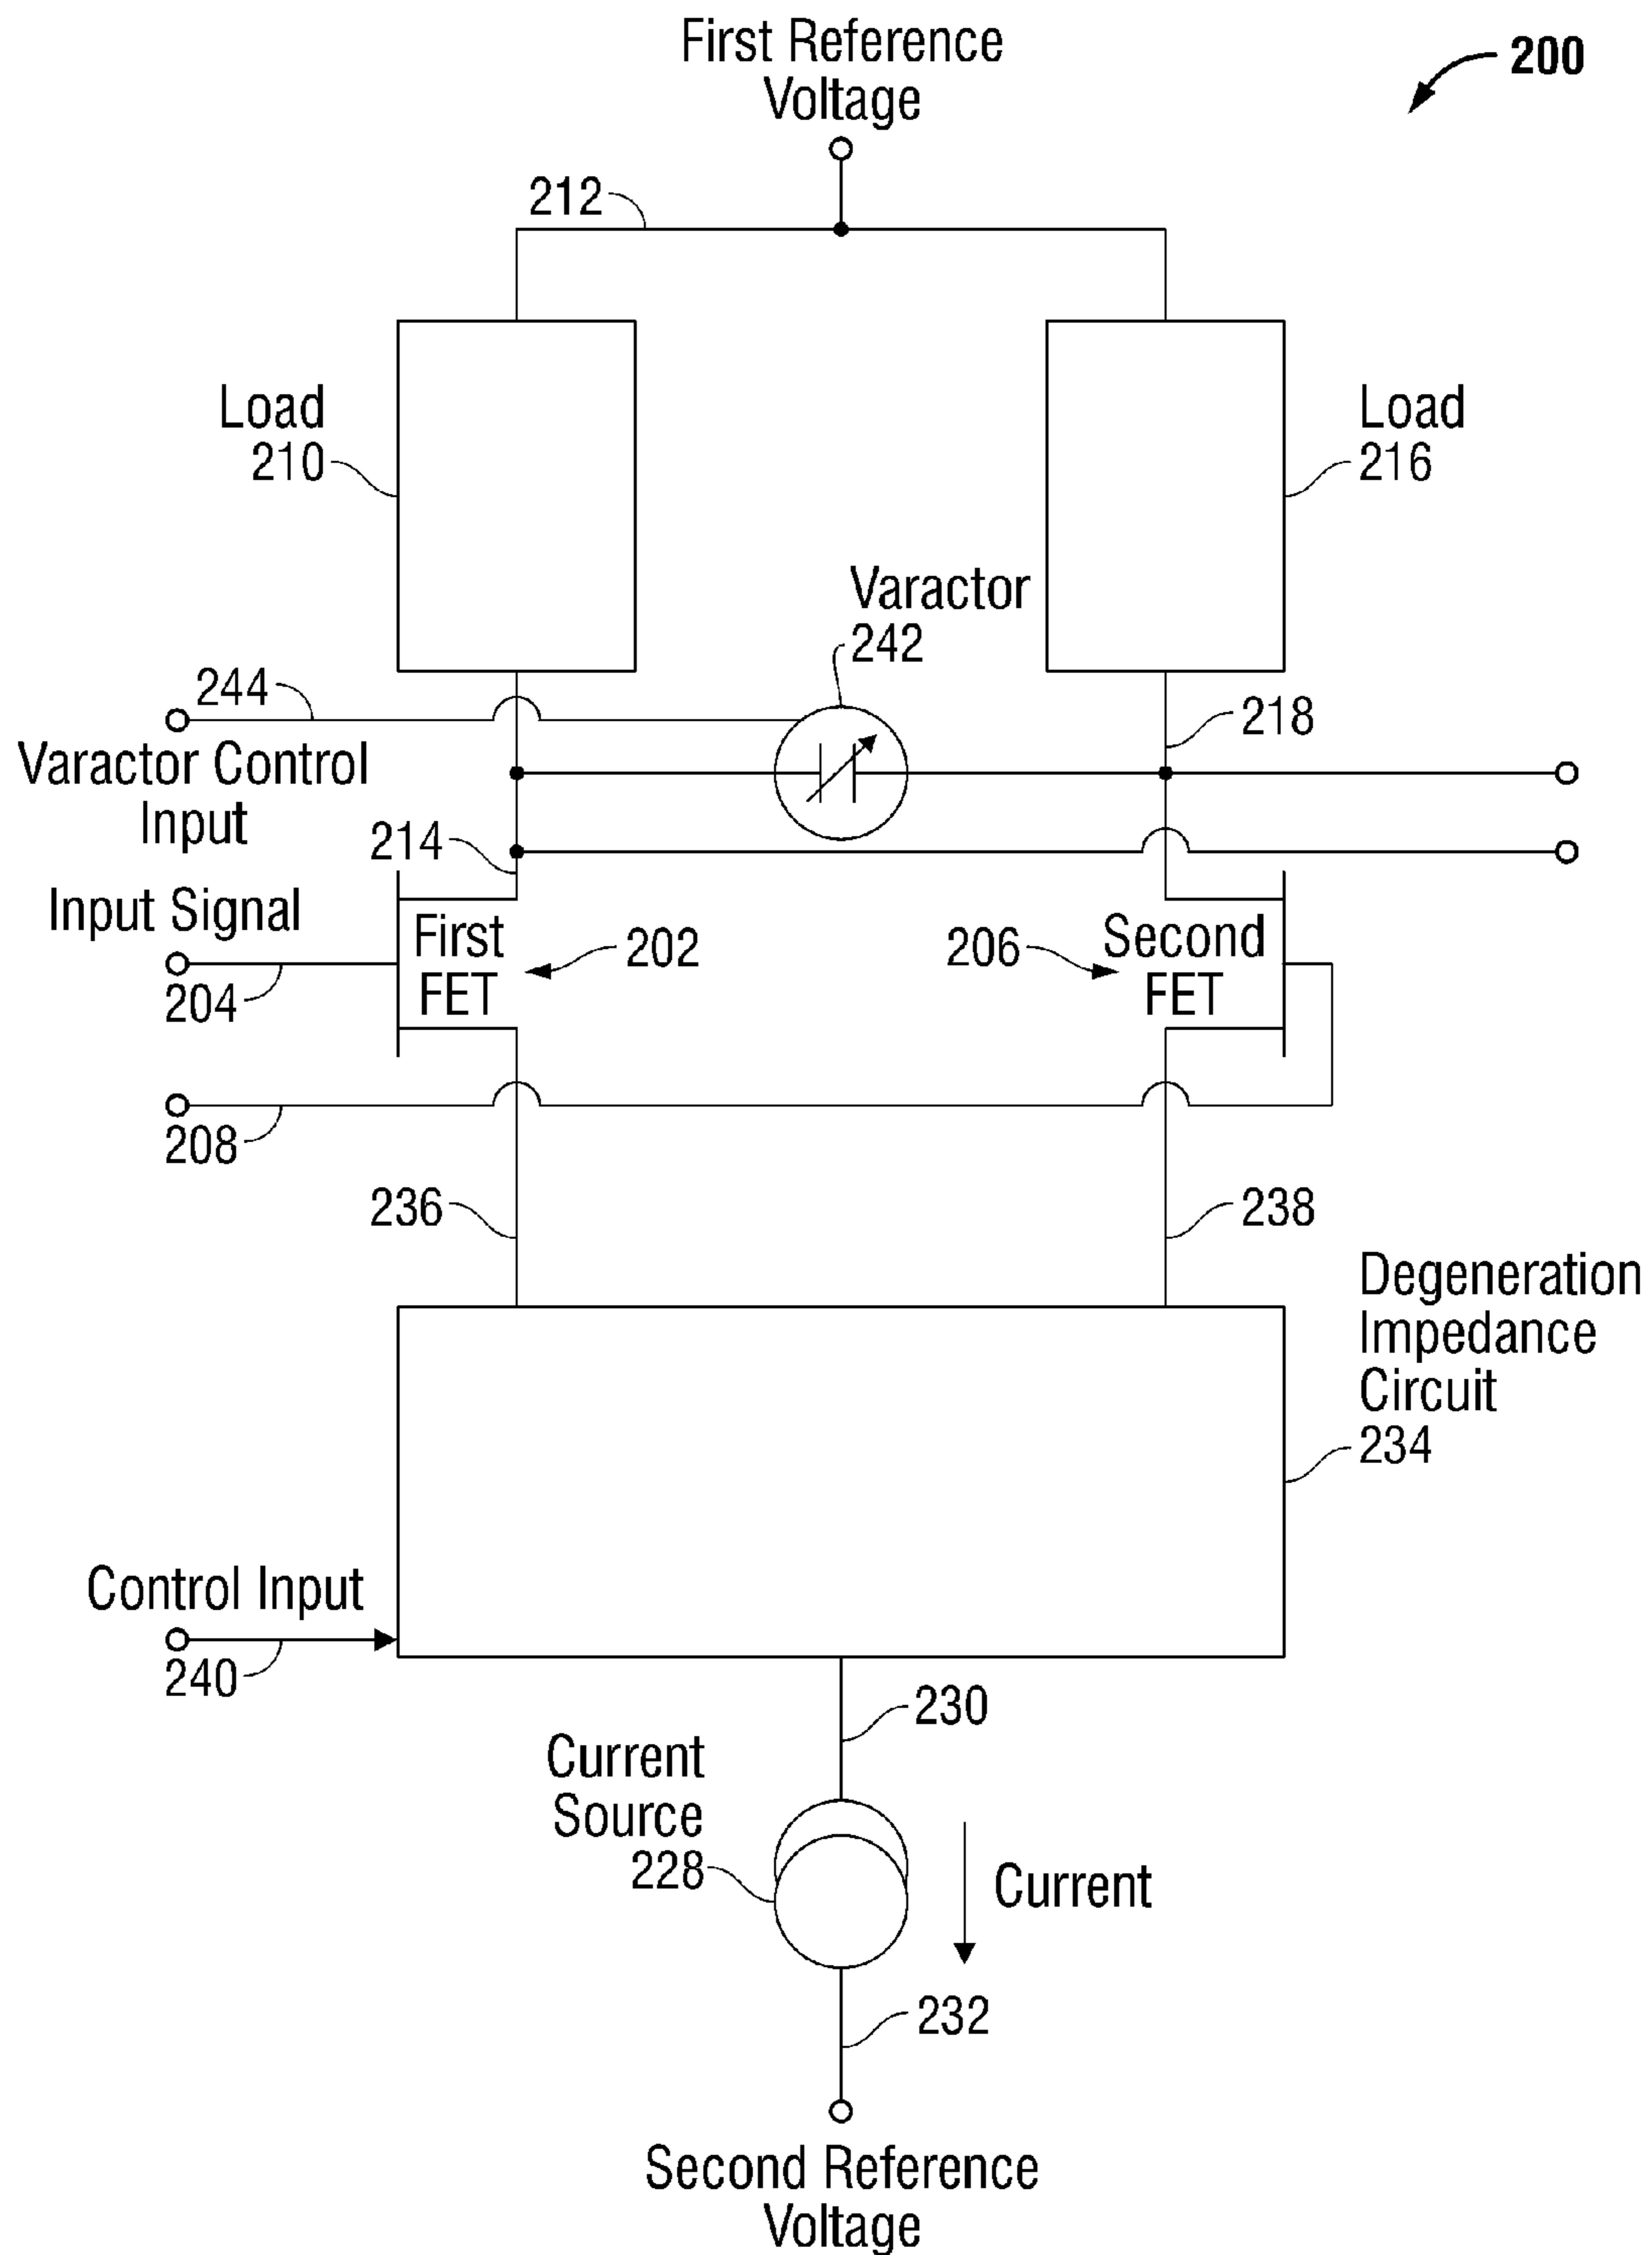 First Reference
Voltage
200
212
Load
210
Load
216
Varactor
242
244
218
Varactor Control
Input
214
Input Signal
First
FET
202
206
Second
FET
204
208
236
238
Degeneration
Impedance
Circuit
234
Control Input
240
230
Current
Source
228
Current
232
Second Reference
Voltage